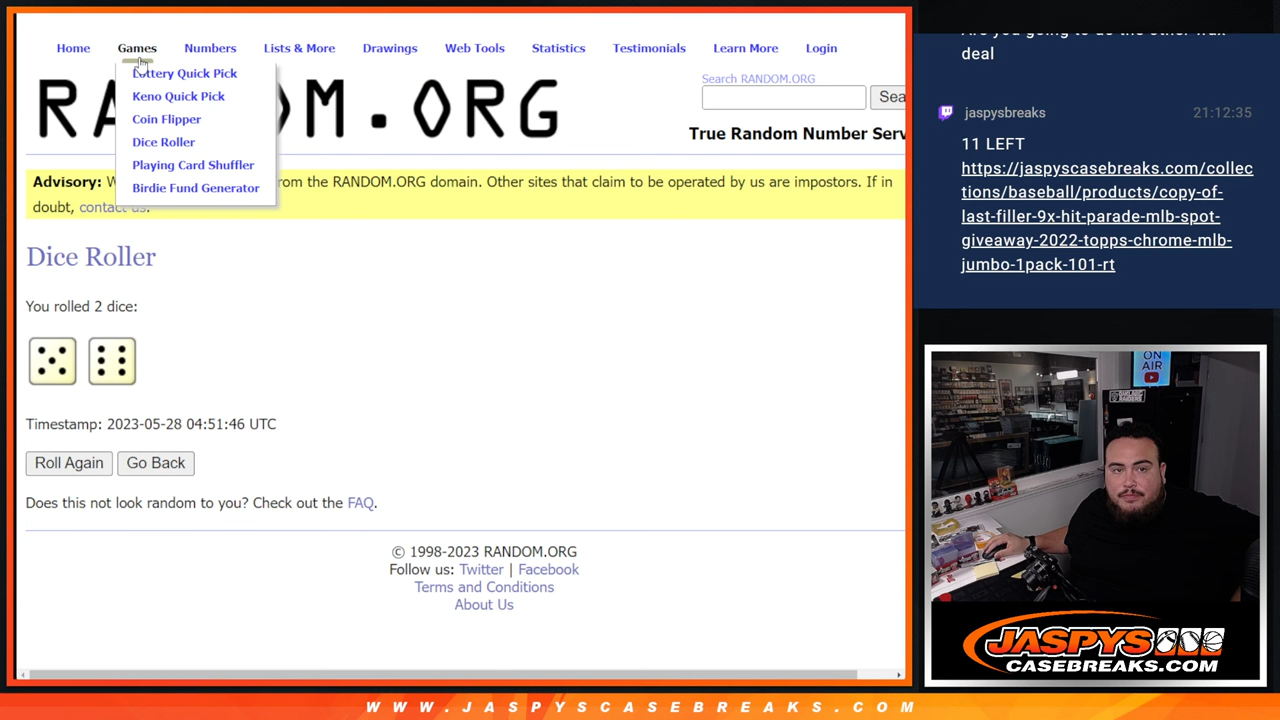 Home Games Numbers Lists & More Drawings Web Tools Statistics Testimonials Learn More Login
Lottery Quick Pick
Keno Quick Pick
Coin Flipper
Dice Roller
Playing Card Shuffler
Birdie Fund Generator
Search RANDOM.ORG
Sea
True Random Number Serv
Advisory: from the RANDOM.ORG domain. Other sites that claim to be operated by us are impostors. If in
doubt, contact us.
Dice Roller
You rolled 2 dice:
Timestamp: 2023-05-28 04:51:46 UTC
Roll Again Go Back
Does this not look random to you? Check out the FAQ.
© 1998-2023 RANDOM.ORG
Follow us: Twitter | Facebook
Terms and Conditions
About Us
deal
jaspysbreaks 21:12:35
11 LEFT
https://jaspyscasebreaks.com/collec
tions/baseball/products/copy-of-
last-filler-9x-hit-parade-mlb-spot-
giveaway-2022-topps-chrome-mlb-
jumbo-1pack-101-rt
ON
AIR
JASPYS
CASEBREAKS.COM
WWW.JASPYSCASEBREAKS.COM